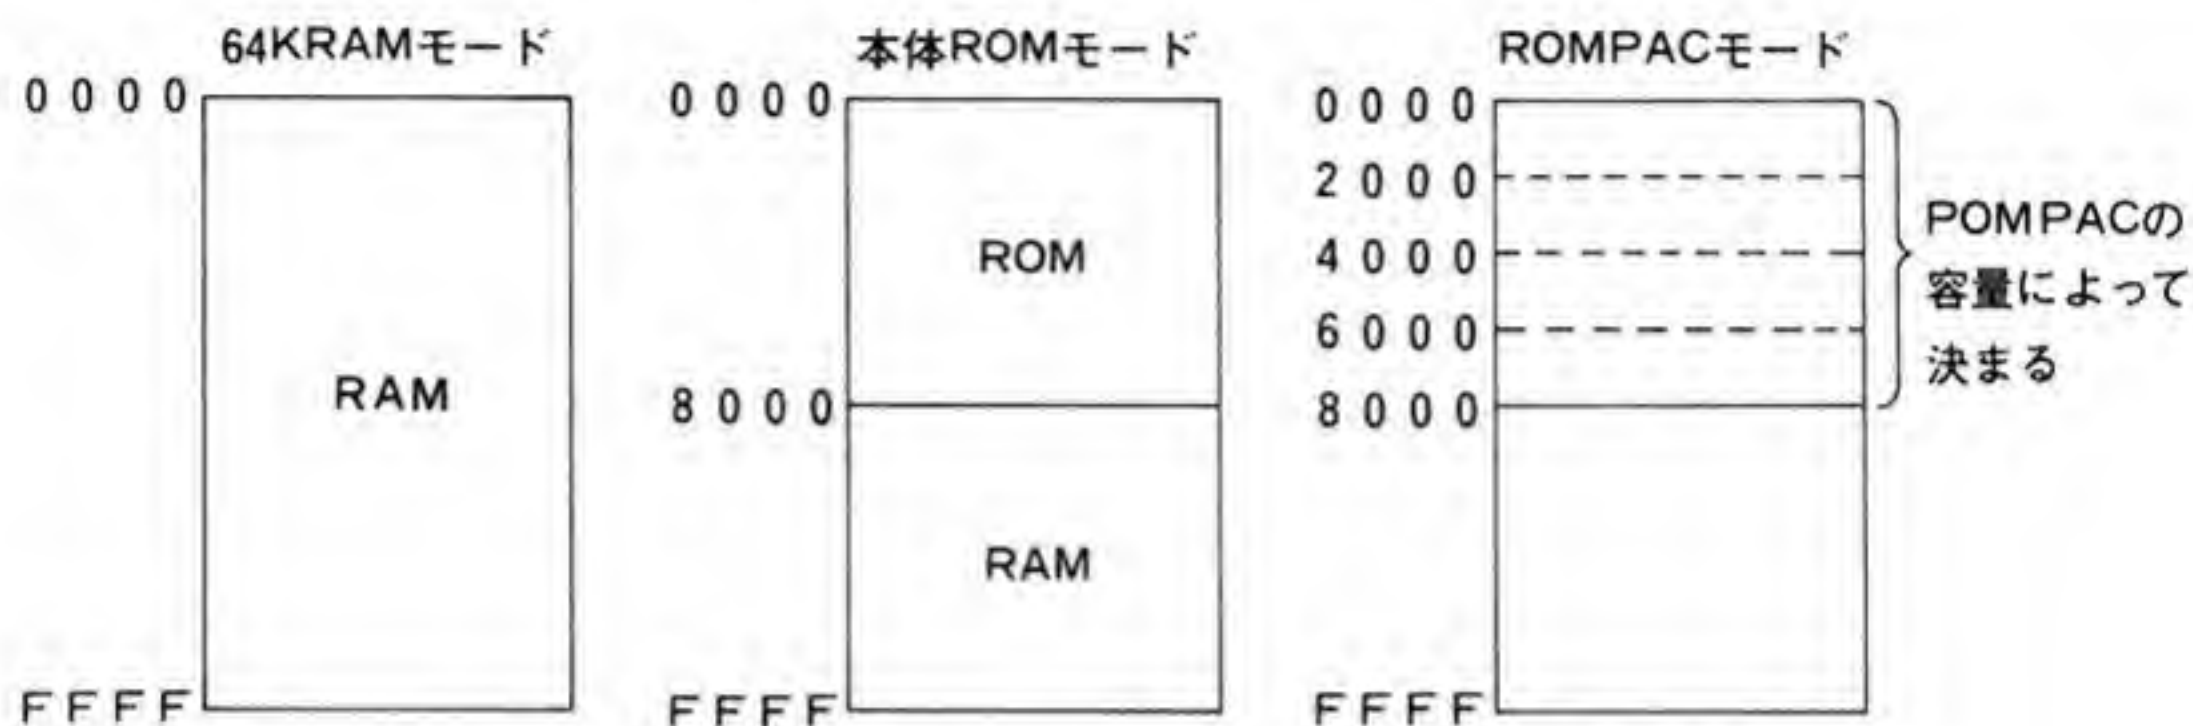 64KRAMモード
0000
RAM
FFFF
本体ROMモード
0000
ROM
8000
RAM
FFFF
ROMPACモード
0000
2000
4000
6000
8000
FFFF
POMPACの
容量によって
決まる